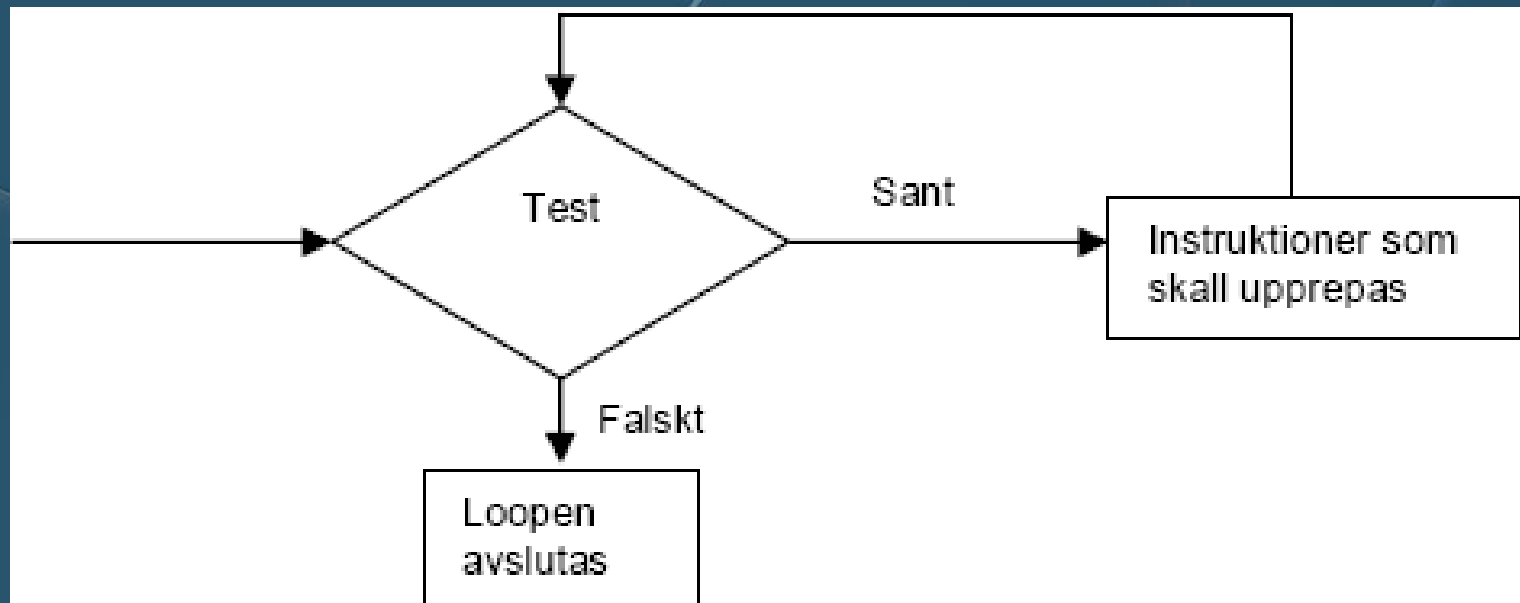 Test
Sant
Instruktioner som
skall upprepas
Falskt
Loopen
avslutas